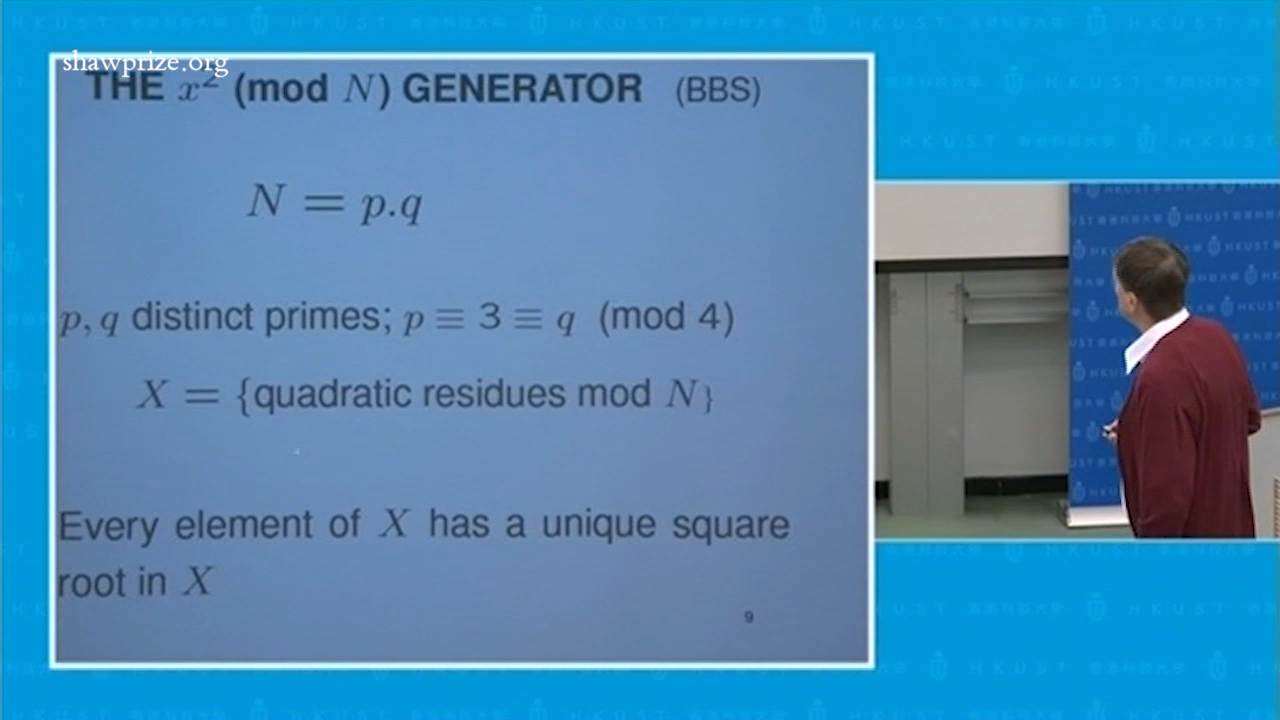 shawprize.org
THE x² (mod N) GENERATOR (BBS)
N = p.q
p, q distinct primes; p ≡ 3 ≡ q (mod 4)
X = {quadratic residues mod N}
Every element of X has a unique square
root in X
9
HKUST